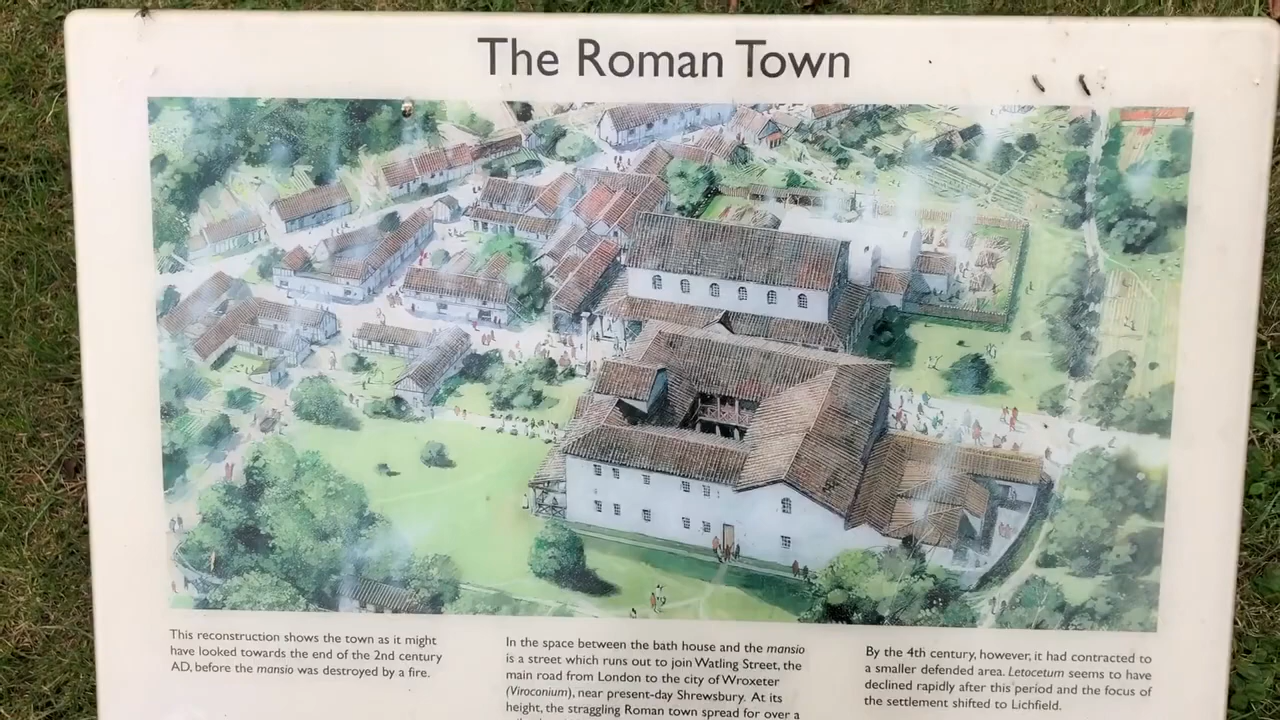 The Roman Town
This reconstruction shows the town as it might
have looked towards the end of the 2nd century
AD, before the mansio was destroyed by a fire.
In the space between the bath house and the mansio
is a street which runs out to join Watling Street, the
main road from London to the city of Wroxeter
(Viroconium), near present-day Shrewsbury. At its
height, the straggling Roman town spread for over a
By the 4th century, however, it had contracted to
a smaller defended area. Letocetum seems to have
declined rapidly after this period and the focus of
the settlement shifted to Lichfield.